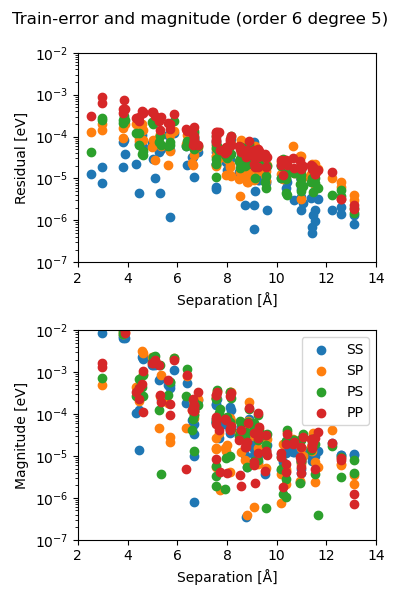 Train-error and magnitude (order 6 degree 5)
10⁻²
10⁻³
10⁻⁴
10⁻⁵
10⁻⁶
10⁻⁷
Residual [eV]
2 4 6 8 10 12 14
Separation [Å]
10⁻²
10⁻³
10⁻⁴
10⁻⁵
10⁻⁶
10⁻⁷
Magnitude [eV]
SS
SP
PS
PP
2 4 6 8 10 12 14
Separation [Å]